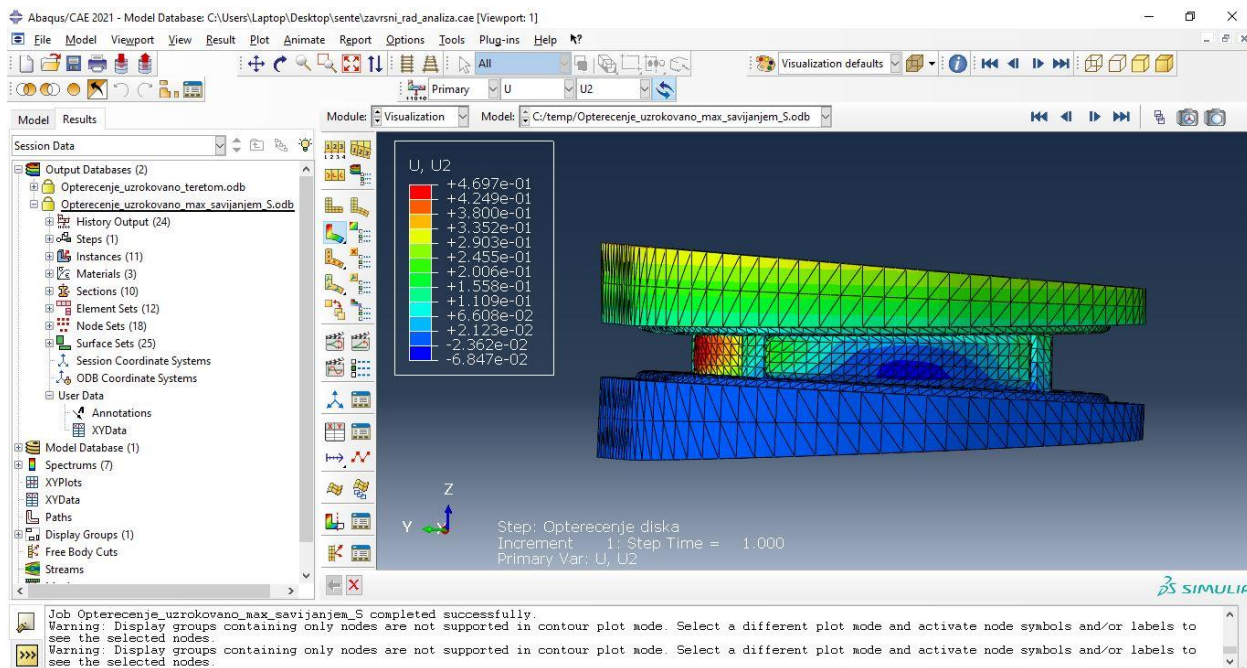 Abaqus/CAE 2021 - Model Database: C:\Users\Laptop\Desktop\sente\zavrsni_rad_analiza.cae [Viewport: 1]
File Model Viewport View Result Plot Animate Report Options Tools Plug-ins Help
All Visualization defaults
Primary U U2
Model Results Module: Visualization Model: C:/temp/Opterecenje_uzrokovano_max_savijanjem_S.odb
Session Data
Output Databases (2)
Opterecenje_uzrokovano_teretom.odb
Opterecenje_uzrokovano_max_savijanjem_S.odb
History Output (24)
Steps (1)
Instances (11)
Materials (3)
Sections (10)
Element Sets (12)
Node Sets (18)
Surface Sets (25)
Session Coordinate Systems
ODB Coordinate Systems
User Data
Annotations
XYData
Model Database (1)
Spectrums (7)
XYPlots
XYData
Paths
Display Groups (1)
Free Body Cuts
Streams
U, U2
+4.697e-01
+4.249e-01
+3.800e-01
+3.352e-01
+2.903e-01
+2.455e-01
+2.006e-01
+1.558e-01
+1.109e-01
+6.608e-02
+2.123e-02
-2.362e-02
-6.847e-02
Z
Y
X
Step: Opterecenje diska
Increment 1: Step Time = 1.000
Primary Var: U, U2
SIMULIA
Job Opterecenje_uzrokovano_max_savijanjem_S completed successfully.
Warning: Display groups containing only nodes are not supported in contour plot mode. Select a different plot mode and activate node symbols and/or labels to
see the selected nodes.
Warning: Display groups containing only nodes are not supported in contour plot mode. Select a different plot mode and activate node symbols and/or labels to
see the selected nodes.